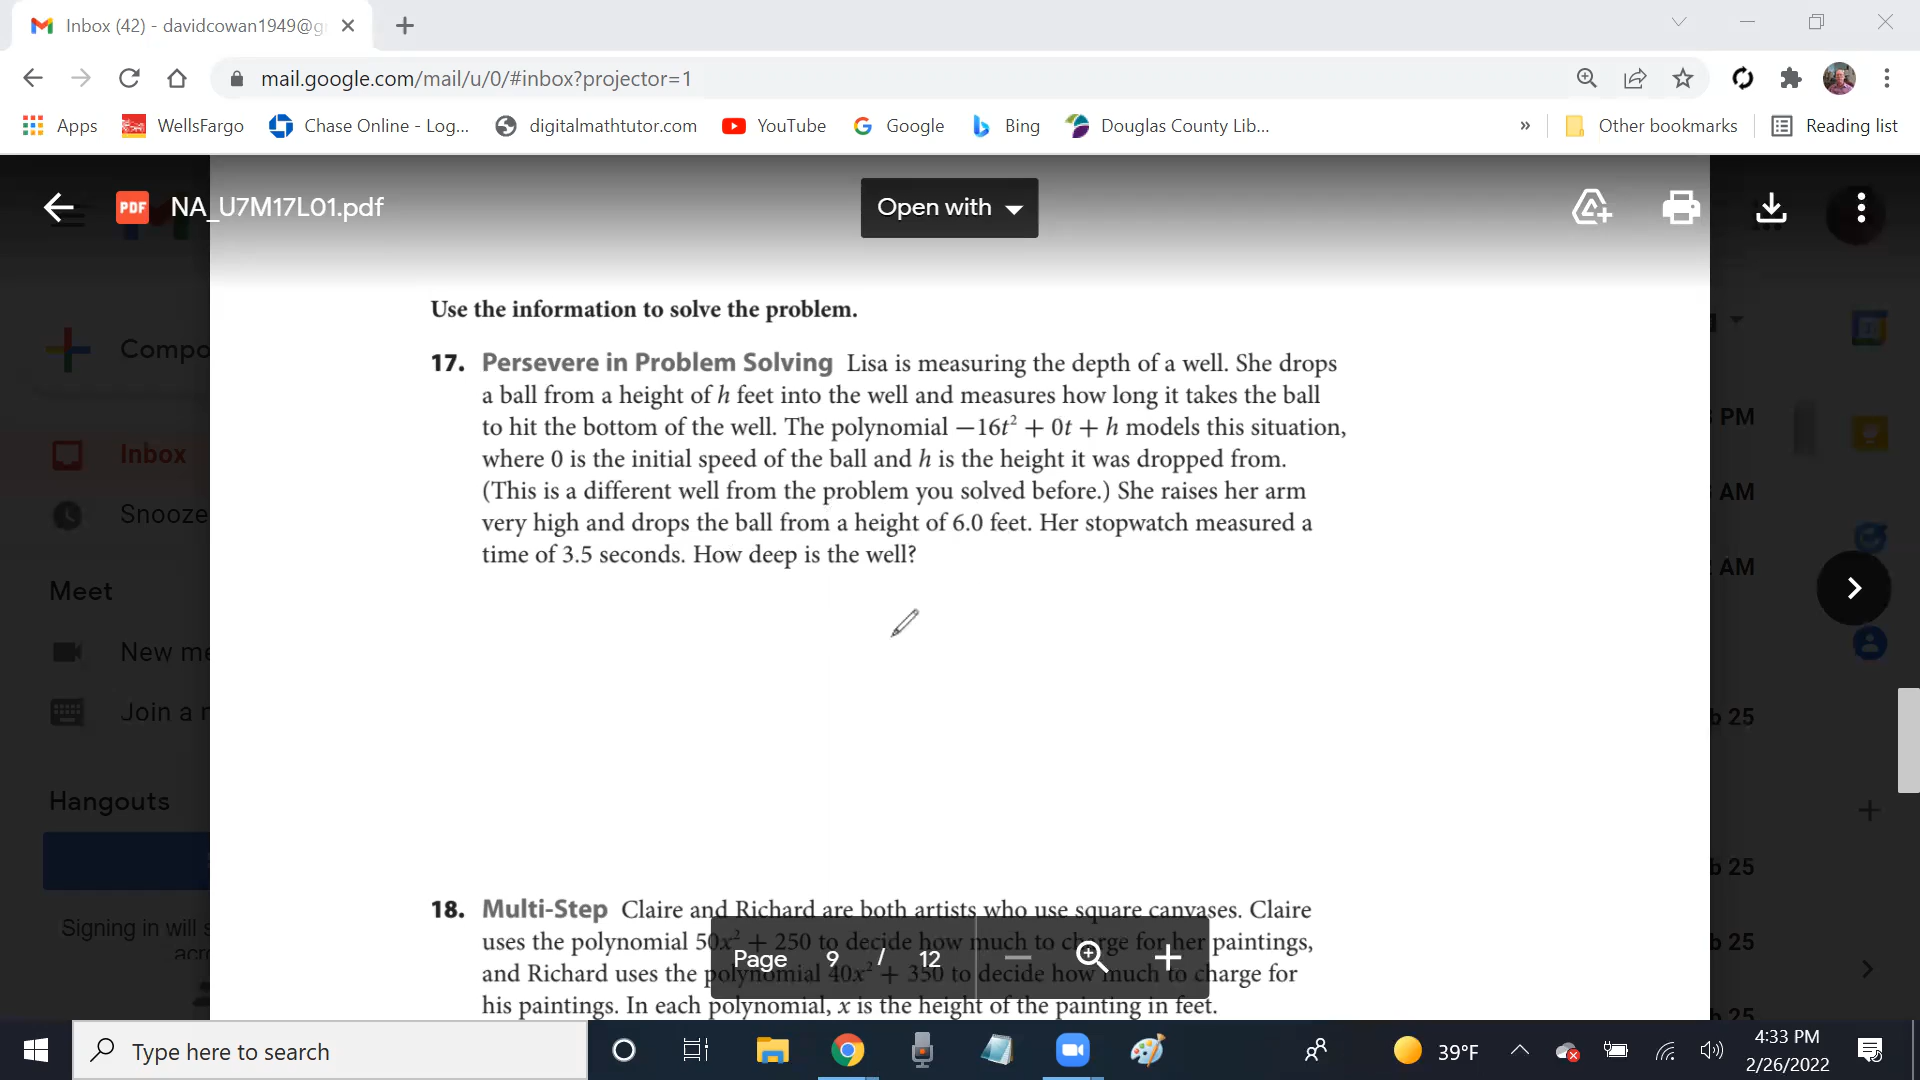 Inbox (42) - davidcowan1949@g
mail.google.com/mail/u/0/#inbox?projector=1
Apps WellsFargo Chase Online - Log... digitalmathtutor.com YouTube Google Bing Douglas County Lib... » Other bookmarks Reading list
PDF NA_U7M17L01.pdf Open with
Use the information to solve the problem.
17. Persevere in Problem Solving Lisa is measuring the depth of a well. She drops
a ball from a height of h feet into the well and measures how long it takes the ball
to hit the bottom of the well. The polynomial −16t² + 0t + h models this situation,
where 0 is the initial speed of the ball and h is the height it was dropped from.
(This is a different well from the problem you solved before.) She raises her arm
very high and drops the ball from a height of 6.0 feet. Her stopwatch measured a
time of 3.5 seconds. How deep is the well?
18. Multi-Step Claire and Richard are both artists who use square canvases. Claire
uses the polynomial 50x² + 250 to decide how much to charge for her paintings,
and Richard uses the polynomial 40x² + 350 to decide how much to charge for
his paintings. In each polynomial, x is the height of the painting in feet.
Page 9 / 12
Compo
Inbox
Snooze
Meet
New me
Join a
Hangouts
Signing in will
acr
PM
AM
AM
25
25
25
25
Type here to search
39°F
4:33 PM
2/26/2022